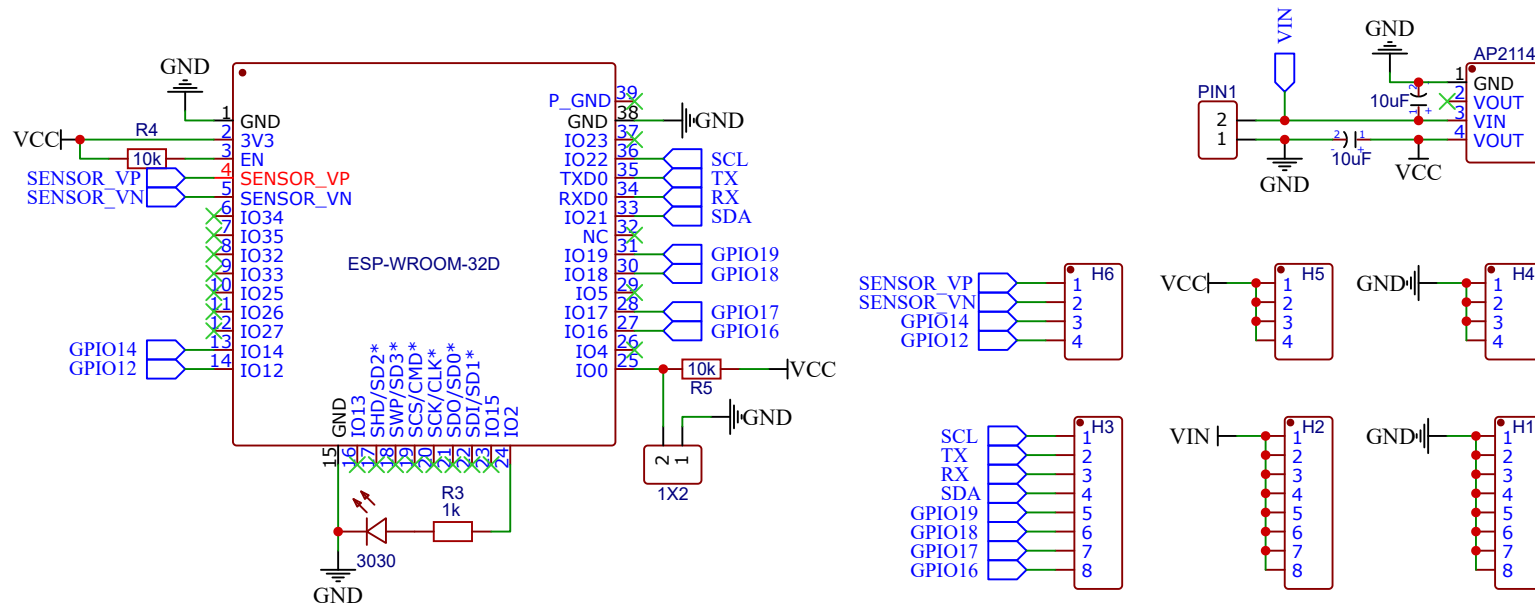 GND
VCC
R4
10k
SENSOR_VP
SENSOR_VN
GPIO14
GPIO12
1 GND
2 3V3
3 EN
4 SENSOR_VP
5 SENSOR_VN
6 IO34
7 IO35
8 IO32
9 IO33
10 IO25
11 IO26
12 IO27
13 IO14
14 IO12
ESP-WROOM-32D
P_GND 39
GND 38
IO23 37
IO22 36
TXD0 35
RXD0 34
IO21 33
NC 32
IO19 31
IO18 30
IO5 29
IO17 28
IO16 27
IO4 26
IO0 25
GND
SCL
TX
RX
SDA
GPIO19
GPIO18
GPIO17
GPIO16
10k
R5
VCC
GND
2 1
1X2
GND 15
IO13 16
SHD/SD2* 17
SWP/SD3* 18
SCS/CMD* 19
SCK/CLK* 20
SDO/SD0* 21
SDI/SD1* 22
IO15 23
IO2 24
R3
1k
3030
GND
VIN
GND
AP2114
PIN1
2
1
10uF
2
1
+
1 GND
2 VOUT
3 VIN
4 VOUT
2 1
- +
10uF
GND
VCC
SENSOR_VP
SENSOR_VN
GPIO14
GPIO12
H6
1
2
3
4
VCC
H5
1
2
3
4
GND
H4
1
2
3
4
SCL
TX
RX
SDA
GPIO19
GPIO18
GPIO17
GPIO16
H3
1
2
3
4
5
6
7
8
VIN
H2
1
2
3
4
5
6
7
8
GND
H1
1
2
3
4
5
6
7
8